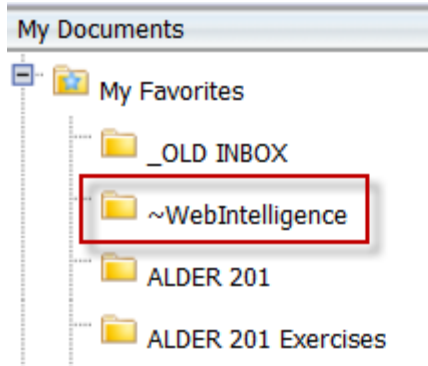 My Documents
My Favorites
_OLD INBOX
~WebIntelligence
ALDER 201
ALDER 201 Exercises